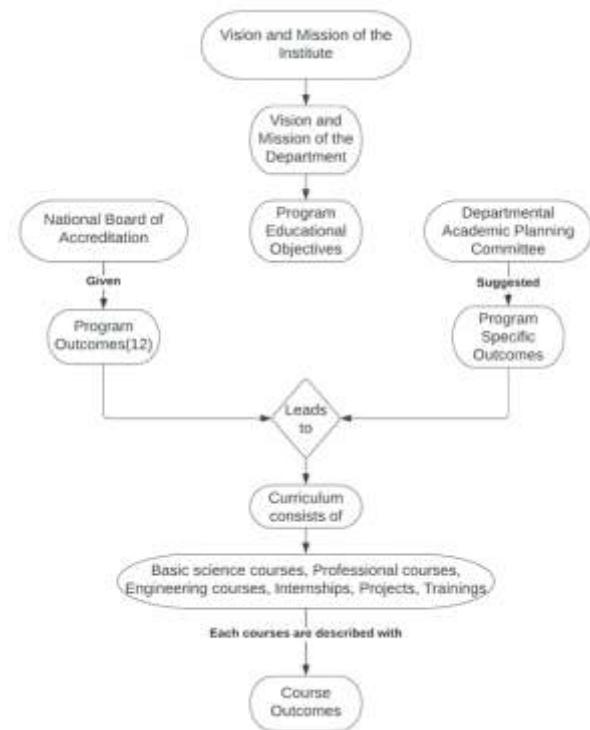 Vision and Mission of the
Institute
Vision and
Mission of the
Department
National Board of
Accreditation
Program
Educational
Objectives
Departmental
Academic Planning
Committee
Given
Suggested
Program
Outcomes(12)
Program
Specific
Outcomes
Leads
to
Curriculum
consists of
Basic science courses, Professional courses,
Engineering courses, Internships, Projects, Trainings
Each courses are described with
Course
Outcomes